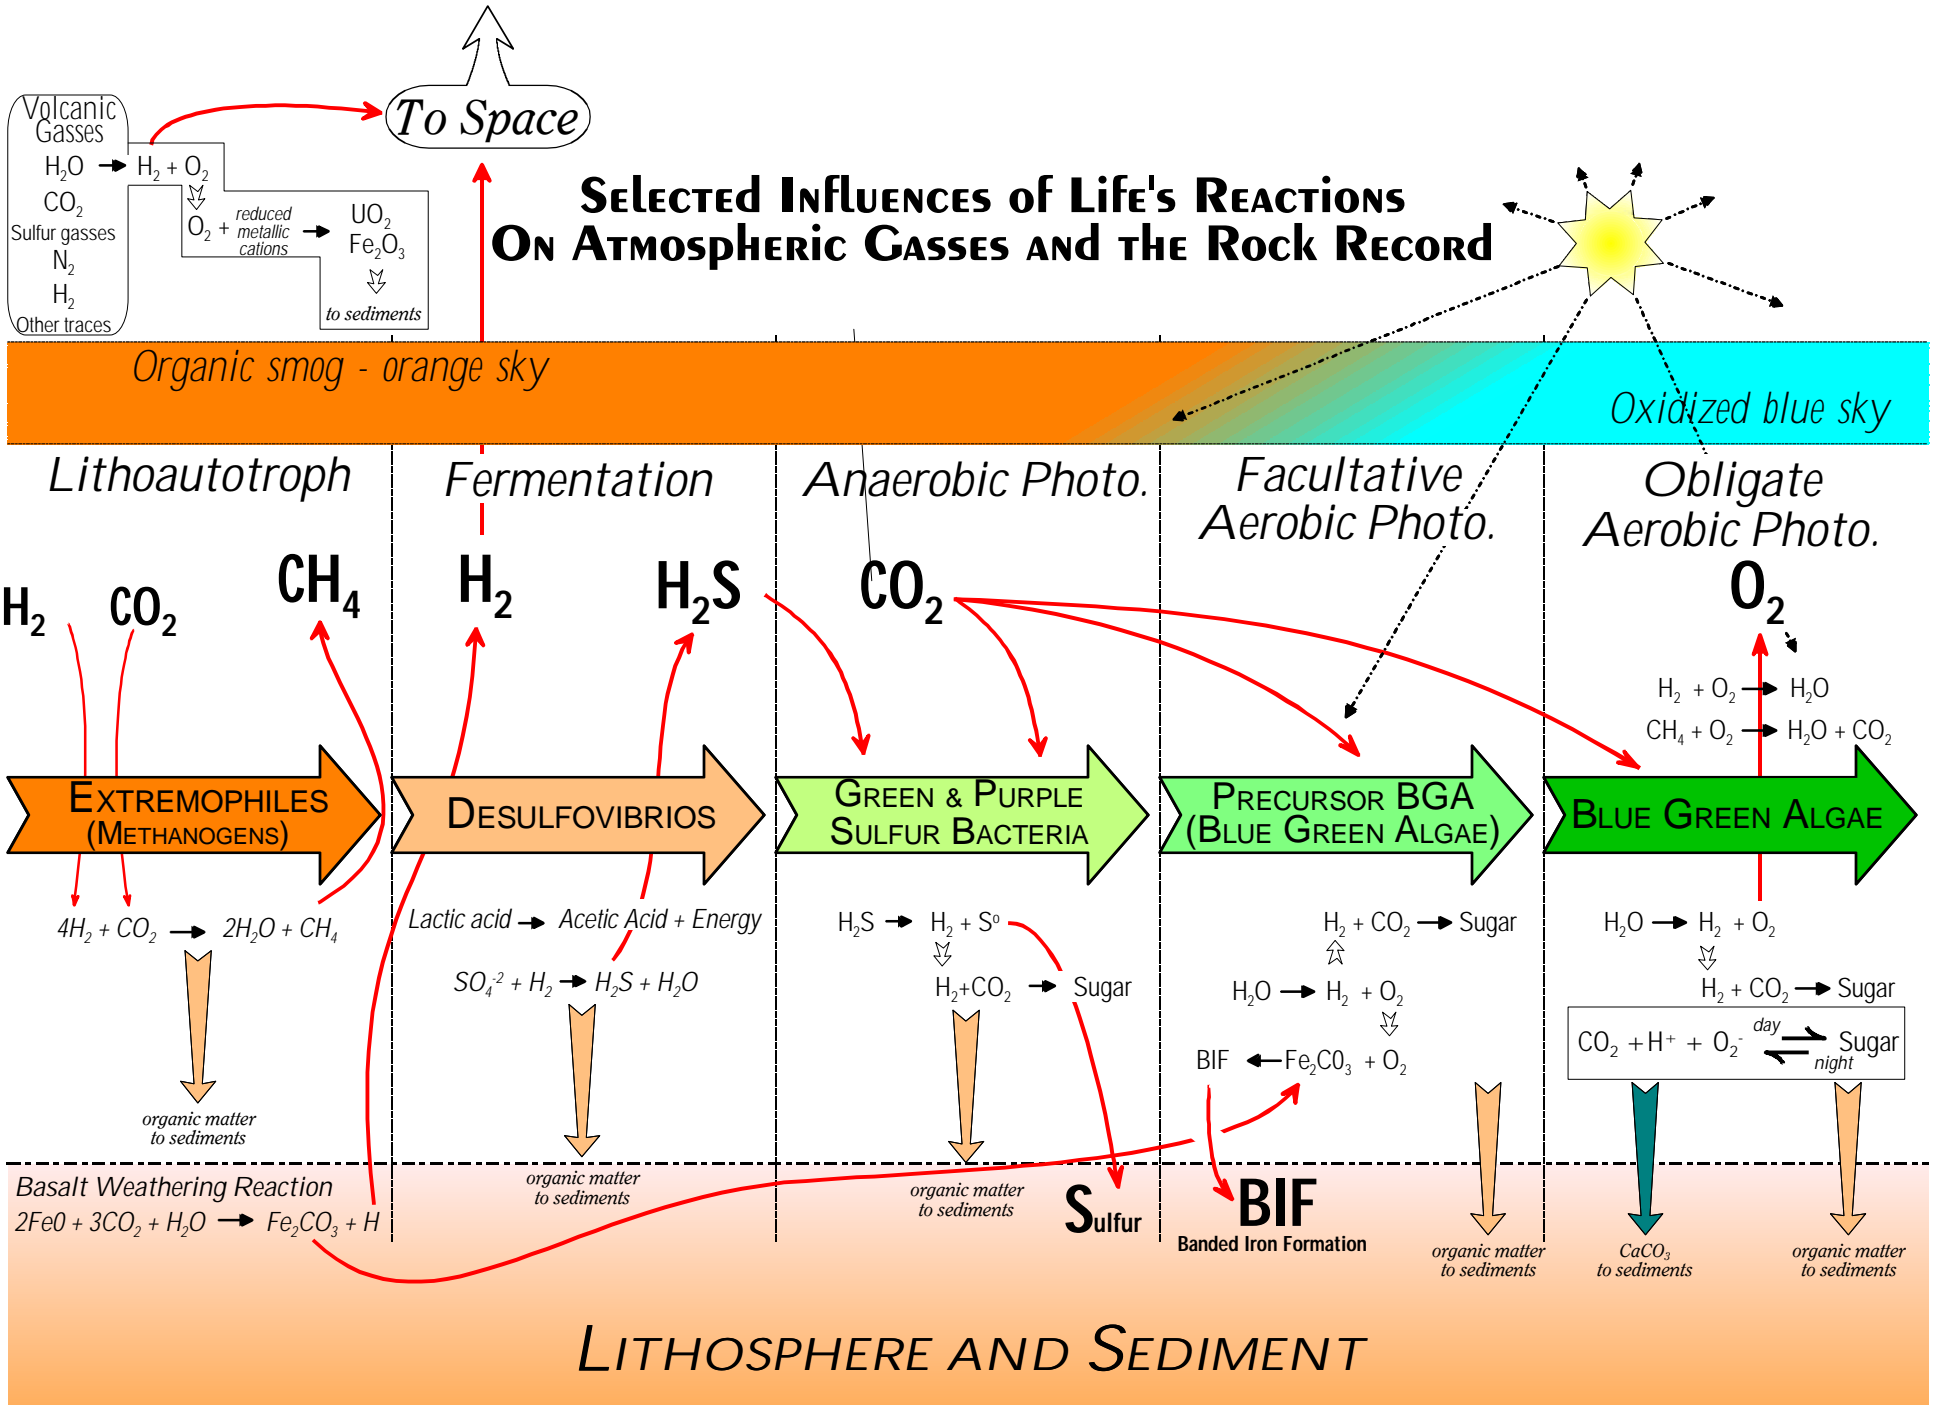 To Space
Volcanic
Gasses
H₂O → H₂ + O₂
CO₂
Sulfur gasses
N₂
H₂
Other traces
O₂ + reduced metallic cations → UO₂
Fe₂O₃
to sediments
Selected Influences of Life's Reactions
On Atmospheric Gasses and the Rock Record
Organic smog - orange sky
Oxidized blue sky
Lithoautotroph
Fermentation
Anaerobic Photo.
Facultative
Aerobic Photo.
Obligate
Aerobic Photo.
H₂
CO₂
CH₄
H₂
H₂S
CO₂
O₂
H₂ + O₂ → H₂O
CH₄ + O₂ → H₂O + CO₂
Extremophiles
(Methanogens)
Desulfovibrios
Green & Purple
Sulfur Bacteria
Precursor BGA
(Blue Green Algae)
Blue Green Algae
4H₂ + CO₂ → 2H₂O + CH₄
organic matter
to sediments
Lactic acid → Acetic Acid + Energy
SO₄⁻² + H₂ → H₂S + H₂O
organic matter
to sediments
H₂S → H₂ + S⁰
H₂+CO₂ → Sugar
organic matter
to sediments
Sulfur
H₂ + CO₂ → Sugar
H₂O → H₂ + O₂
BIF ← Fe₂C0₃ + O₂
BIF
Banded Iron Formation
organic matter
to sediments
H₂O → H₂ + O₂
H₂ + CO₂ → Sugar
CO₂ + H⁺ + O₂⁻ day ⇌ night Sugar
CaCO₃
to sediments
organic matter
to sediments
Basalt Weathering Reaction
2Fe0 + 3CO₂ + H₂O → Fe₂CO₃ + H
Lithosphere and Sediment